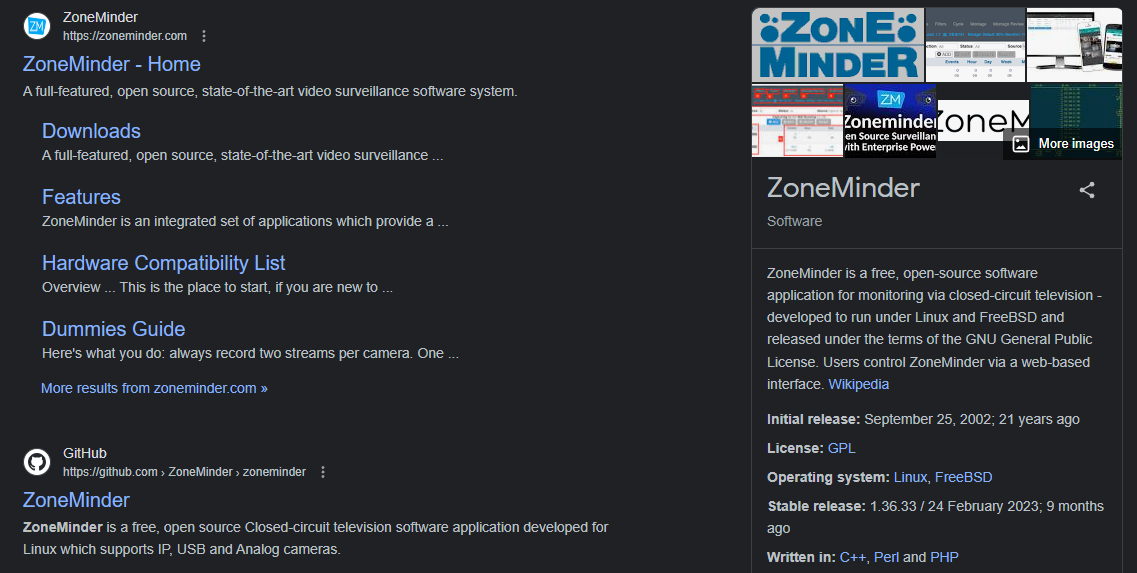 ZoneMinder
https://zoneminder.com
ZoneMinder - Home
A full-featured, open source, state-of-the-art video surveillance software system.
Downloads
A full-featured, open source, state-of-the-art video surveillance ...
Features
ZoneMinder is an integrated set of applications which provide a ...
Hardware Compatibility List
Overview ... This is the place to start, if you are new to ...
Dummies Guide
Here's what you do: always record two streams per camera. One ...
More results from zoneminder.com »
GitHub
https://github.com › ZoneMinder › zoneminder
ZoneMinder
ZoneMinder is a free, open source Closed-circuit television software application developed for
Linux which supports IP, USB and Analog cameras.
ZONE
MINDER
ZM
Zoneminder
pen Source Surveillan
with Enterprise Power
ZoneM
More images
ZoneMinder
Software
ZoneMinder is a free, open-source software
application for monitoring via closed-circuit television -
developed to run under Linux and FreeBSD and
released under the terms of the GNU General Public
License. Users control ZoneMinder via a web-based
interface. Wikipedia
Initial release: September 25, 2002; 21 years ago
License: GPL
Operating system: Linux, FreeBSD
Stable release: 1.36.33 / 24 February 2023; 9 months
ago
Written in: C++, Perl and PHP